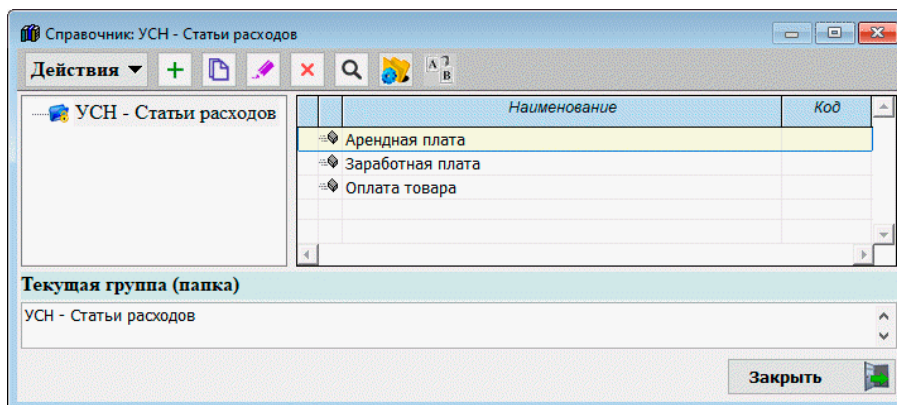 Справочник: УСН - Статьи расходов
Действия
A B
УСН - Статьи расходов
Наименование Код
Арендная плата
Заработная плата
Оплата товара
Текущая группа (папка)
УСН - Статьи расходов
Закрыть